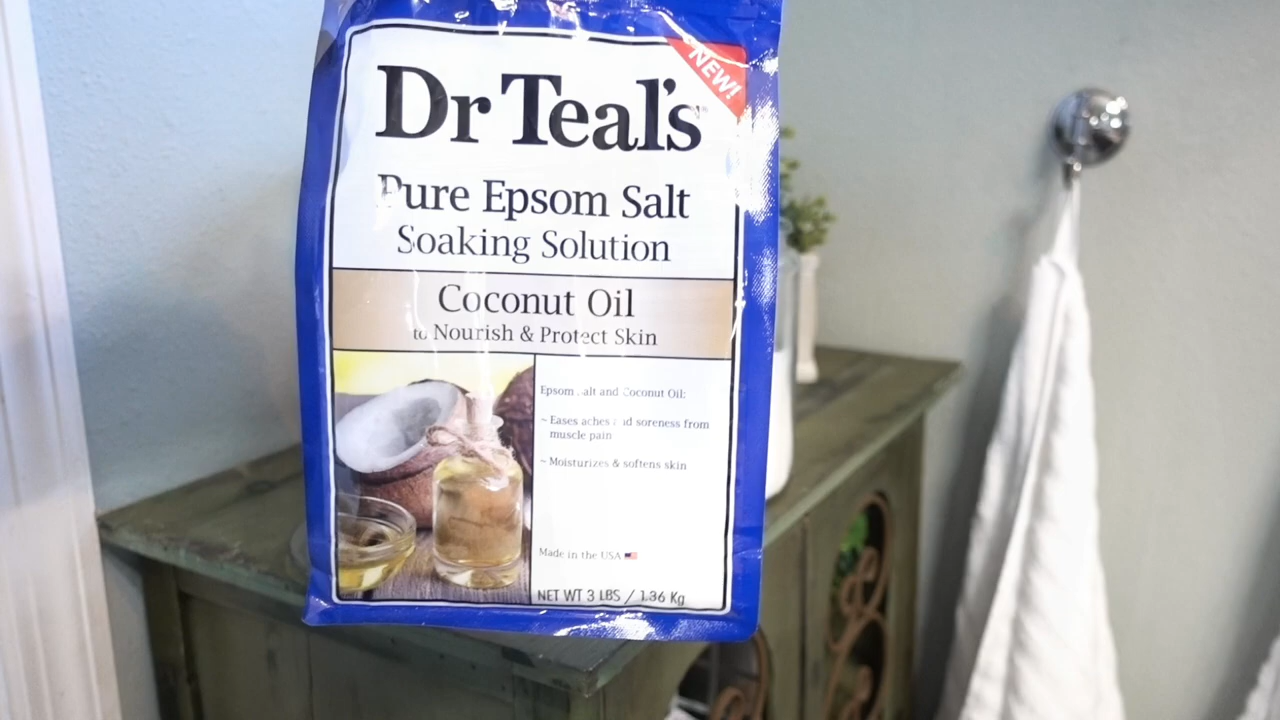 NEW!
Dr Teal's
Pure Epsom Salt
Soaking Solution
Coconut Oil
to Nourish & Protect Skin
Epsom Salt and Coconut Oil:
~ Eases aches and soreness from
muscle pain
~ Moisturizes & softens skin
Made in the USA
NET WT 3 LBS / 1.36 Kg